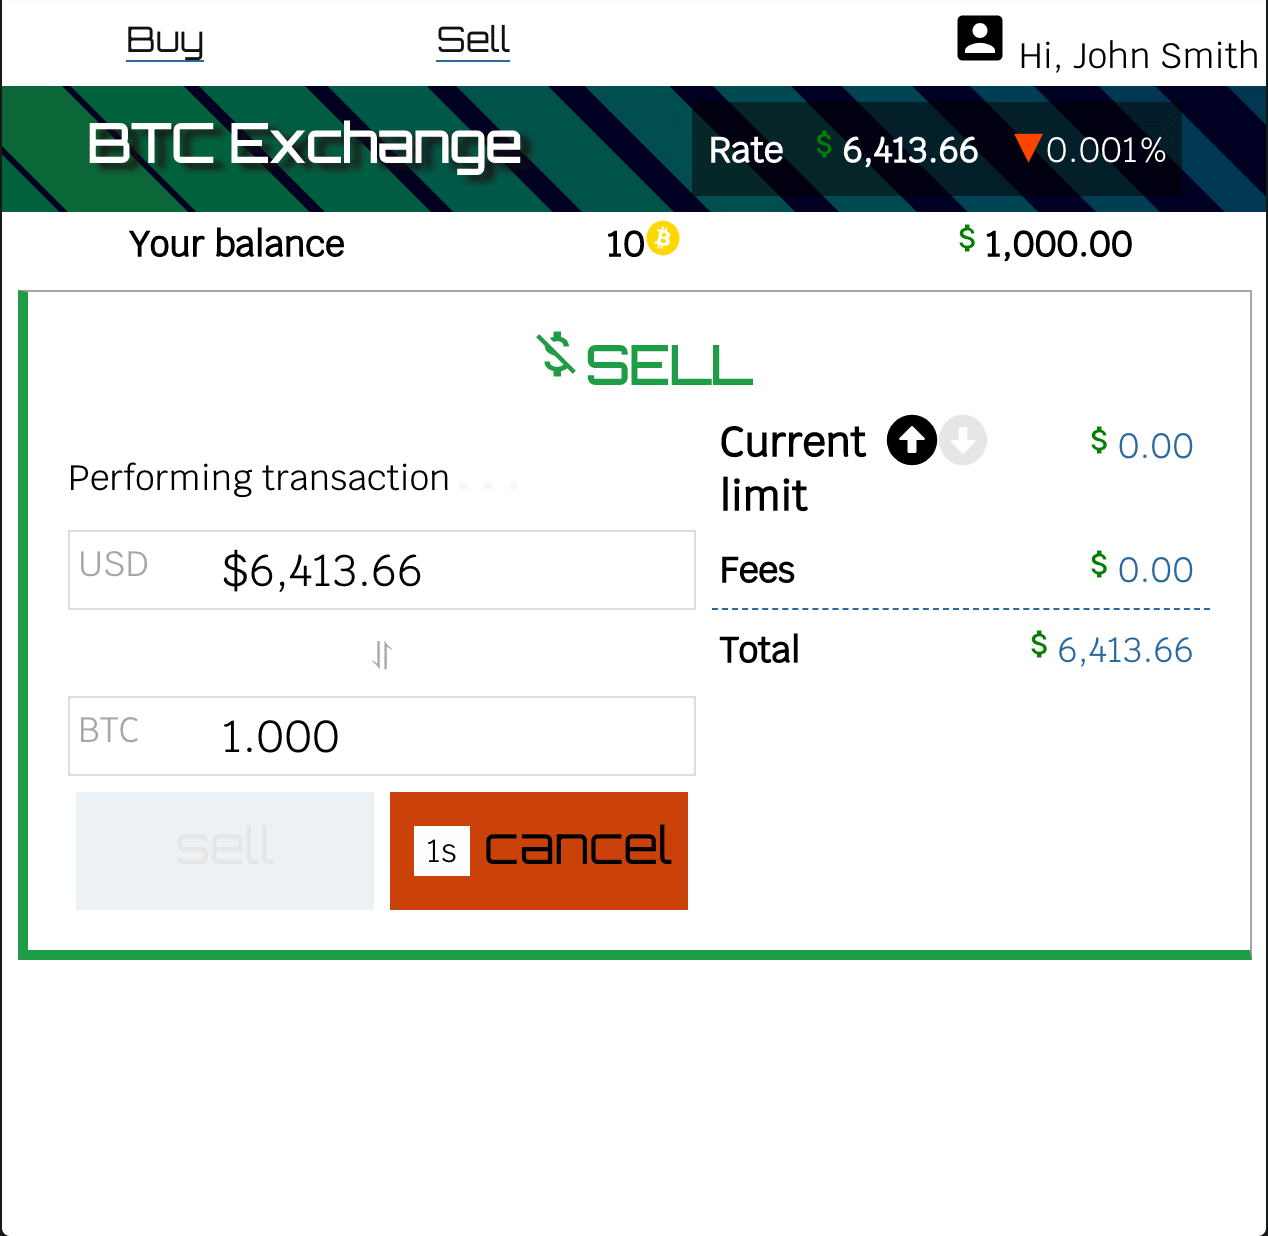 Buy Sell Hi, John Smith
BTC Exchange Rate $ 6,413.66 ▼0.001%
Your balance 10 $ 1,000.00
$ SELL
Current limit $ 0.00
Performing transaction . . .
USD $6,413.66
Fees $ 0.00
Total $ 6,413.66
BTC 1.000
sell 1s cancel